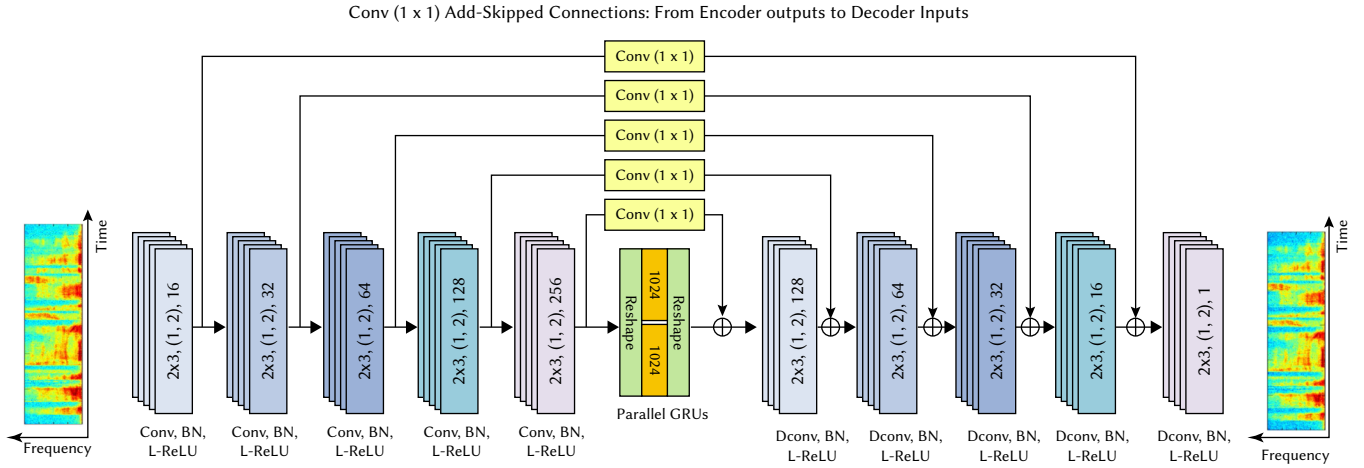 Conv (1 x 1) Add-Skipped Connections: From Encoder outputs to Decoder Inputs
Conv (1 x 1)
Conv (1 x 1)
Conv (1 x 1)
Conv (1 x 1)
Conv (1 x 1)
Time
Frequency
2x3, (1, 2), 16
2x3, (1, 2), 32
2x3, (1, 2), 64
2x3, (1, 2), 128
2x3, (1, 2), 256
Reshape
1024
1024
Reshape
2x3, (1, 2), 128
2x3, (1, 2), 64
2x3, (1, 2), 32
2x3, (1, 2), 16
2x3, (1, 2), 1
Time
Frequency
Conv, BN,
L-ReLU
Conv, BN,
L-ReLU
Conv, BN,
L-ReLU
Conv, BN,
L-ReLU
Conv, BN,
L-ReLU
Parallel GRUs
Dconv, BN,
L-ReLU
Dconv, BN,
L-ReLU
Dconv, BN,
L-ReLU
Dconv, BN,
L-ReLU
Dconv, BN,
L-ReLU